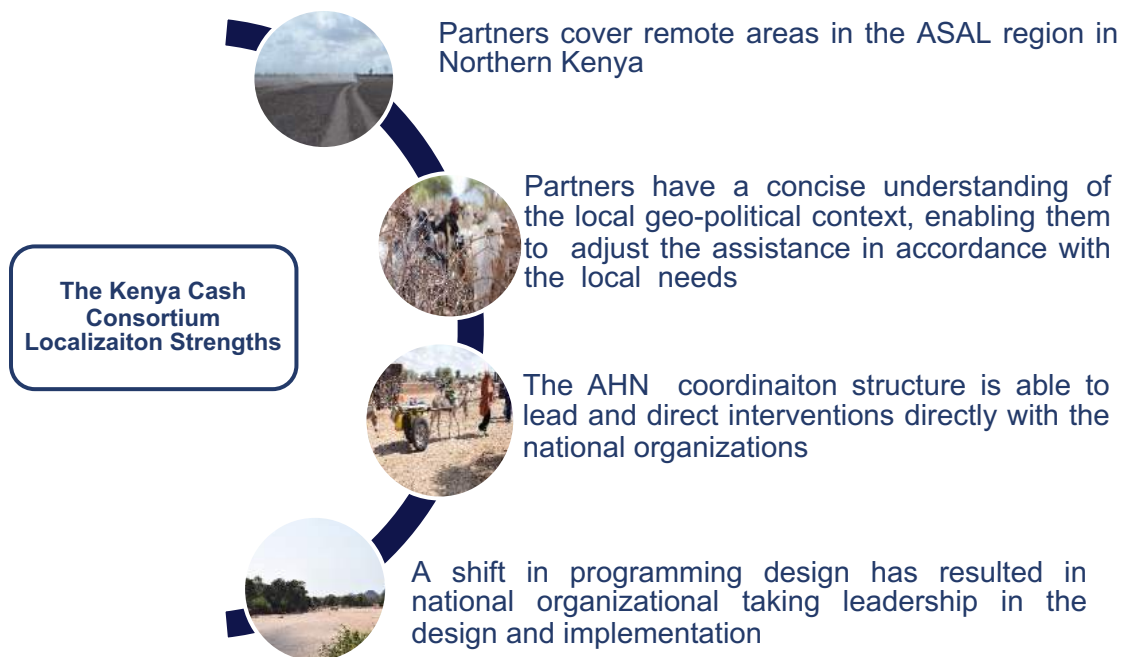 Partners cover remote areas in the ASAL region in
Northern Kenya
Partners have a concise understanding of
the local geo-political context, enabling them
to adjust the assistance in accordance with
the local needs
The Kenya Cash
Consortium
Localizaiton Strengths
The AHN coordinaiton structure is able to
lead and direct interventions directly with the
national organizations
A shift in programming design has resulted in
national organizational taking leadership in the
design and implementation